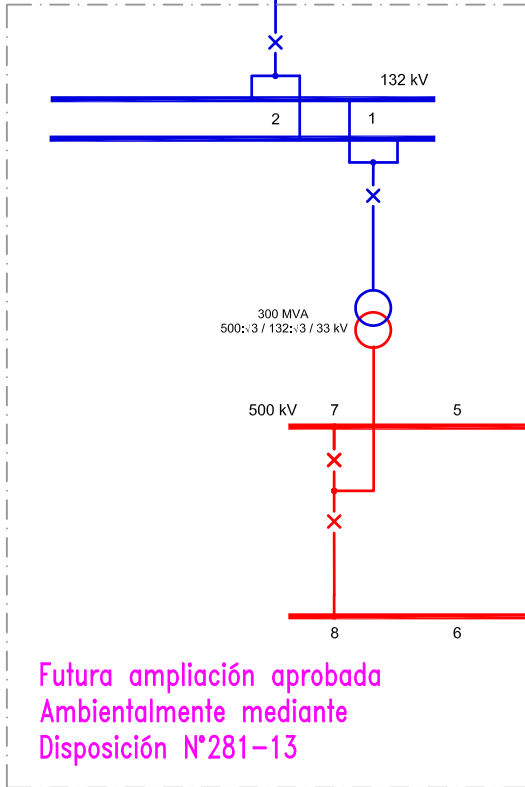 132 kV
2
1
300 MVA
500:√3 / 132:√3 / 33 kV
500 kV
7
5
8
6
Futura ampliación aprobada
Ambientalmente mediante
Disposición N°281-13